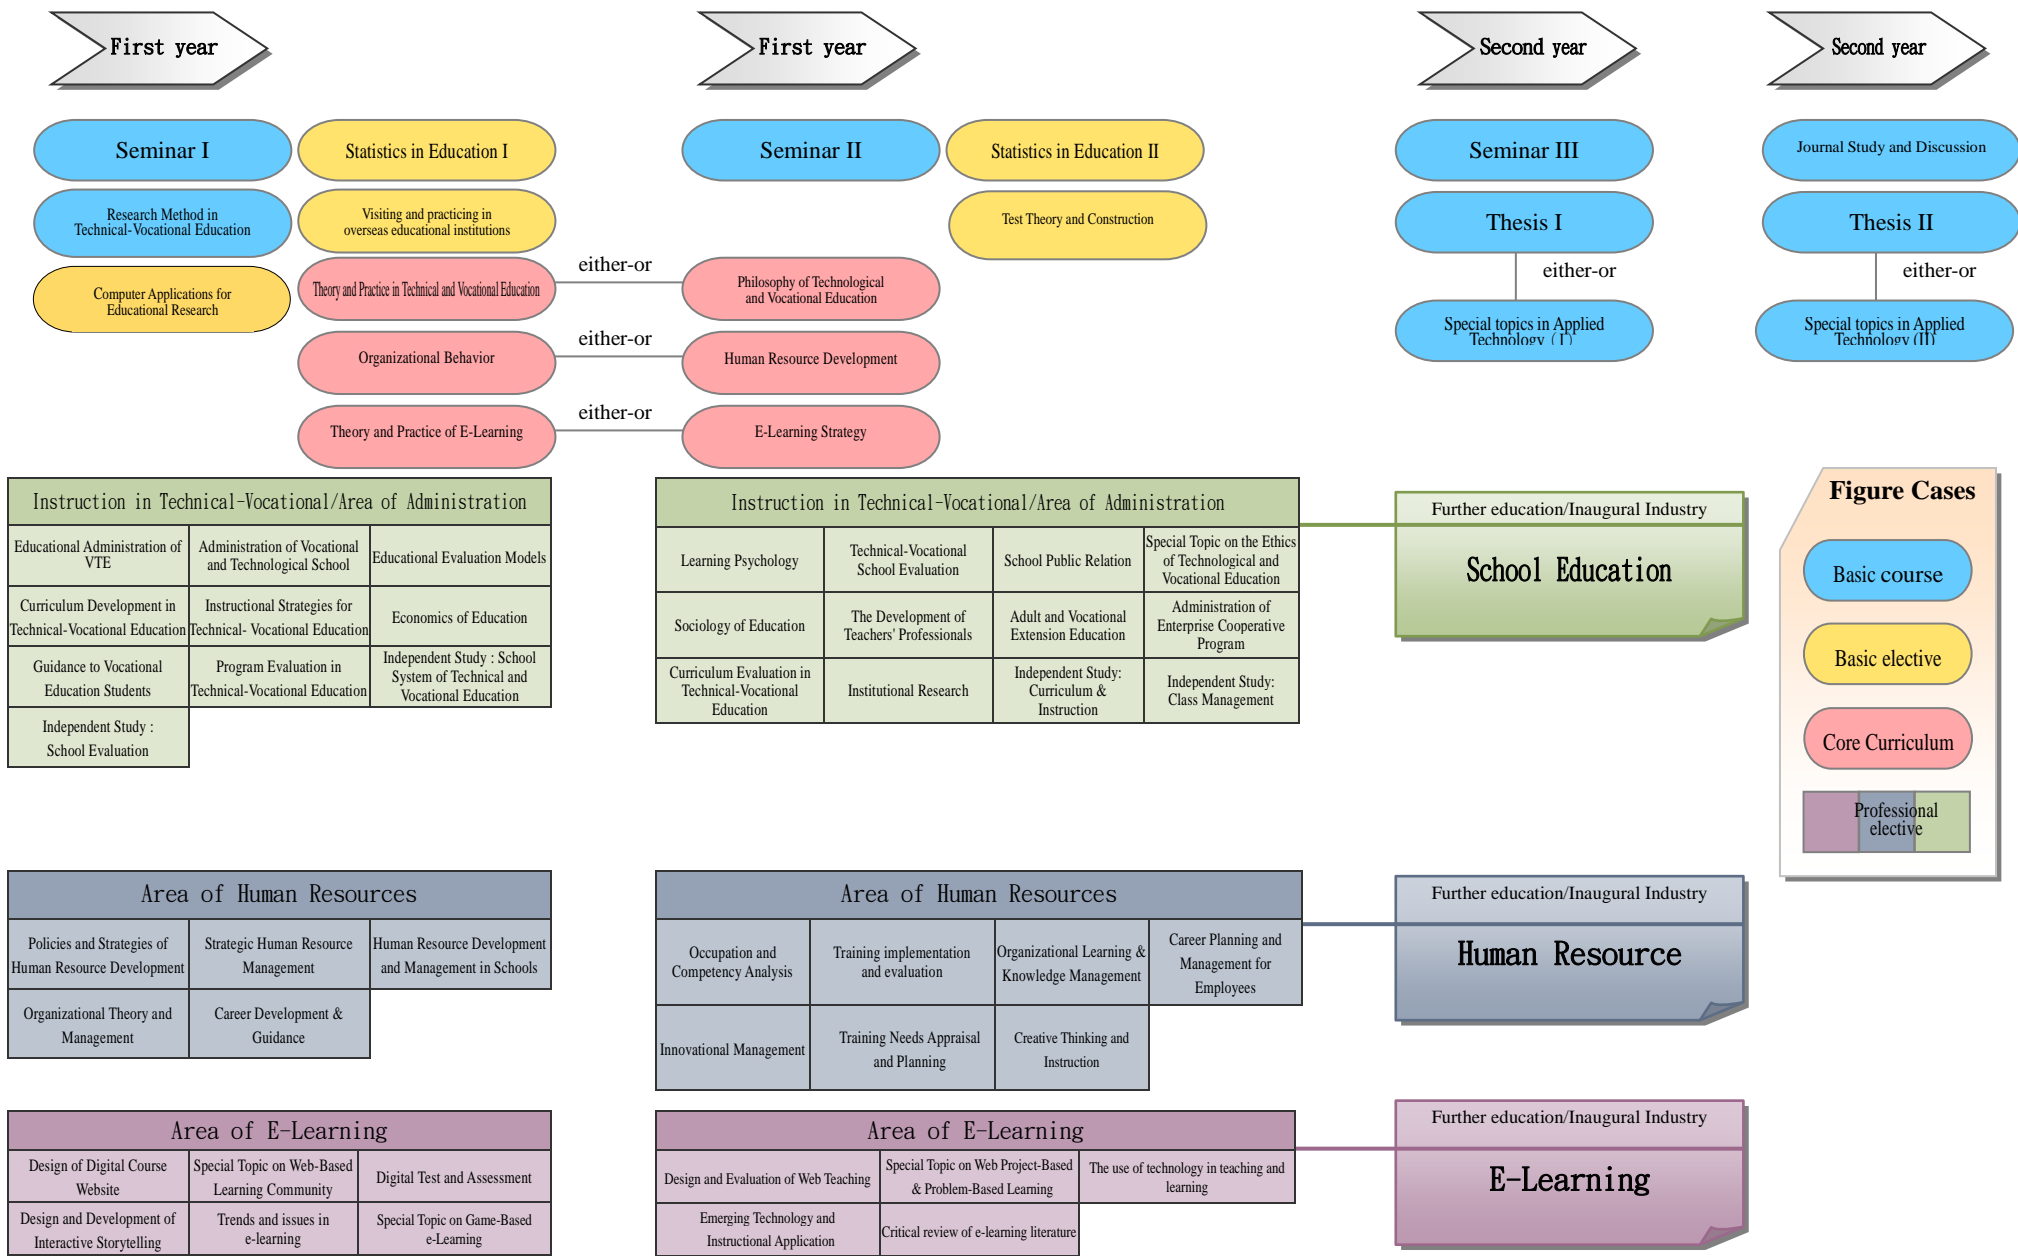 First year
First year
Second year
Second year
Seminar I
Statistics in Education I
Seminar II
Statistics in Education II
Seminar III
Journal Study and Discussion
Research Method in
Technical-Vocational Education
Visiting and practicing in
overseas educational institutions
Test Theory and Construction
Thesis I
Thesis II
Computer Applications for
Educational Research
Theory and Practice in Technical and Vocational Education
either-or
Philosophy of Technological
and Vocational Education
either-or
either-or
Special topics in Applied
Technology (I)
Special topics in Applied
Technology (II)
Organizational Behavior
either-or
Human Resource Development
Theory and Practice of E-Learning
either-or
E-Learning Strategy
Instruction in Technical-Vocational/Area of Administration
Educational Administration of
VTE
Administration of Vocational
and Technological School
Educational Evaluation Models
Curriculum Development in
Technical-Vocational Education
Instructional Strategies for
Technical- Vocational Education
Economics of Education
Guidance to Vocational
Education Students
Program Evaluation in
Technical-Vocational Education
Independent Study : School
System of Technical and
Vocational Education
Independent Study :
School Evaluation
Instruction in Technical-Vocational/Area of Administration
Learning Psychology
Technical-Vocational
School Evaluation
School Public Relation
Special Topic on the Ethics
of Technological and
Vocational Education
Sociology of Education
The Development of
Teachers' Professionals
Adult and Vocational
Extension Education
Administration of
Enterprise Cooperative
Program
Curriculum Evaluation in
Technical-Vocational
Education
Institutional Research
Independent Study:
Curriculum &
Instruction
Independent Study:
Class Management
Further education/Inaugural Industry
School Education
Figure Cases
Basic course
Basic elective
Core Curriculum
Professional
elective
Area of Human Resources
Policies and Strategies of
Human Resource Development
Strategic Human Resource
Management
Human Resource Development
and Management in Schools
Organizational Theory and
Management
Career Development &
Guidance
Area of Human Resources
Occupation and
Competency Analysis
Training implementation
and evaluation
Organizational Learning &
Knowledge Management
Career Planning and
Management for
Employees
Innovational Management
Training Needs Appraisal
and Planning
Creative Thinking and
Instruction
Further education/Inaugural Industry
Human Resource
Area of E-Learning
Design of Digital Course
Website
Special Topic on Web-Based
Learning Community
Digital Test and Assessment
Design and Development of
Interactive Storytelling
Trends and issues in
e-learning
Special Topic on Game-Based
e-Learning
Area of E-Learning
Design and Evaluation of Web Teaching
Special Topic on Web Project-Based
& Problem-Based Learning
The use of technology in teaching and
learning
Emerging Technology and
Instructional Application
Critical review of e-learning literature
Further education/Inaugural Industry
E-Learning